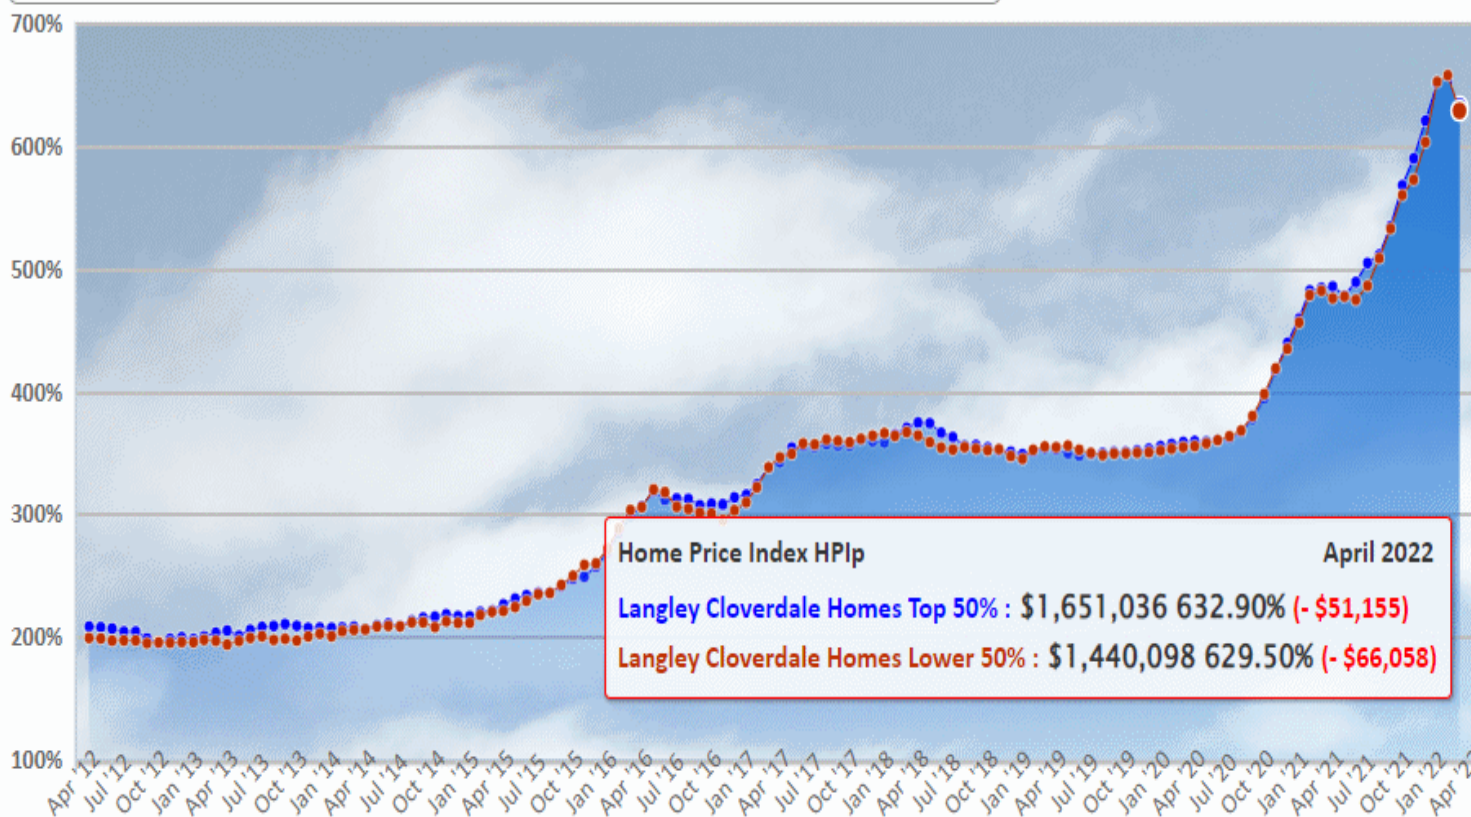 700%
600%
500%
400%
300%
Home Price Index HPIp April 2022
Langley Cloverdale Homes Top 50% : $1,651,036 632.90% (- $51,155)
200%
Langley Cloverdale Homes Lower 50% : $1,440,098 629.50% (- $66,058)
100%
Apr '12 Jul '12 Oct '12 Jan '13 Apr '13 Jul '13 Oct '13 Jan '14 Apr '14 Jul '14 Oct '14 Jan '15 Apr '15 Jul '15 Oct '15 Jan '16 Apr '16 Jul '16 Oct '16 Jan '17 Apr '17 Jul '17 Oct '17 Jan '18 Apr '18 Jul '18 Oct '18 Jan '19 Apr '19 Jul '19 Oct '19 Jan '20 Apr '20 Jul '20 Oct '20 Jan '21 Apr '21 Jul '21 Oct '21 Jan '22 Apr